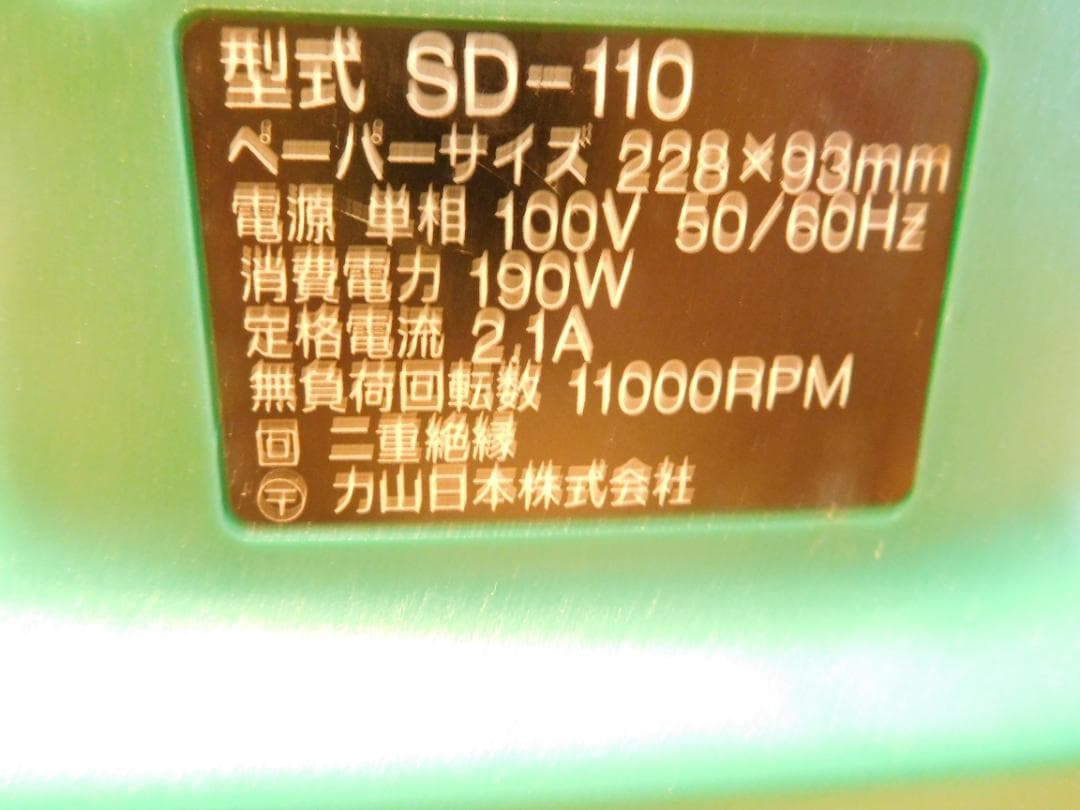 型式 SD-110
ペーパーサイズ 228×93mm
電源 単相 100V 50/60Hz
消費電力 190W
定格電流 2.1A
無負荷回転数 11000RPM
回 二重絶縁
〶 力山日本株式会社